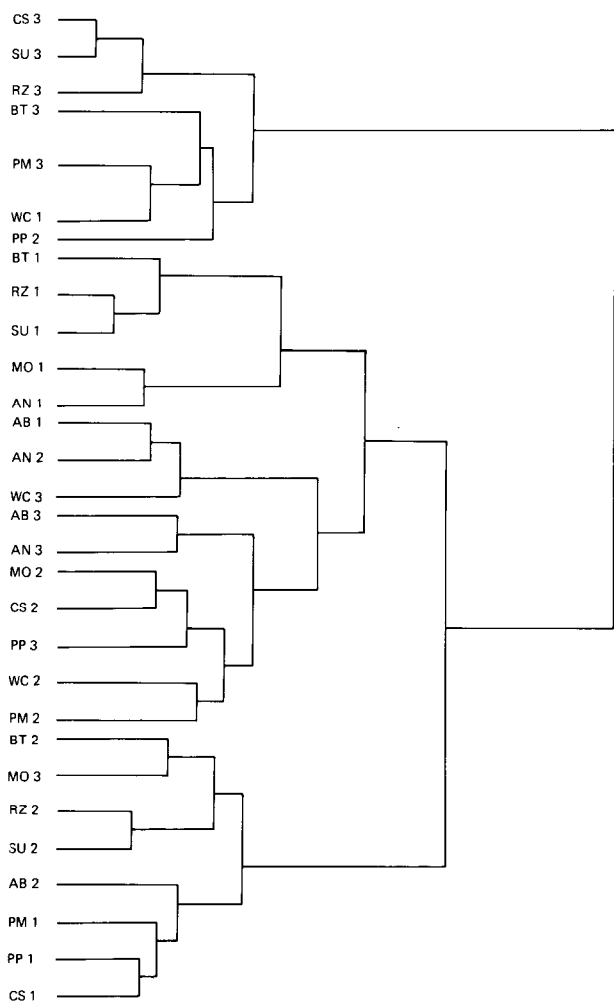 CS 3
SU 3
RZ 3
BT 3
PM 3
WC 1
PP 2
BT 1
RZ 1
SU 1
MO 1
AN 1
AB 1
AN 2
WC 3
AB 3
AN 3
MO 2
CS 2
PP 3
WC 2
PM 2
BT 2
MO 3
RZ 2
SU 2
AB 2
PM 1
PP 1
CS 1